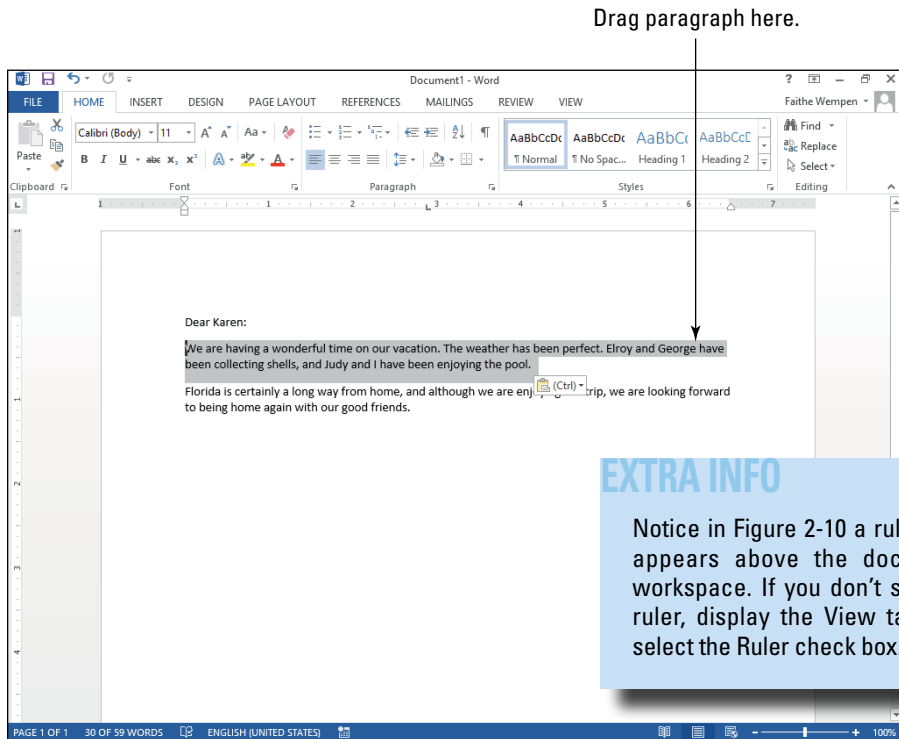 Drag paragraph here.
Document1 - Word
FILE HOME INSERT DESIGN PAGE LAYOUT REFERENCES MAILINGS REVIEW VIEW Faithe Wempen
Calibri (Body) 11 Aa
Find
Paste
B I U abc x₂ x² A ab A
AaBbCcDc AaBbCcDc AaBbCc AaBbCcC
Replace
¶ Normal ¶ No Spac... Heading 1 Heading 2
Select
Clipboard Font Paragraph Styles Editing
1 1 2 3 4 5 6 7
Dear Karen:
We are having a wonderful time on our vacation. The weather has been perfect. Elroy and George have
been collecting shells, and Judy and I have been enjoying the pool.
(Ctrl)
Florida is certainly a long way from home, and although we are enj trip, we are looking forward
to being home again with our good friends.
EXTRA INFO
Notice in Figure 2-10 a rul
appears above the doc
workspace. If you don’t s
ruler, display the View ta
select the Ruler check box.
PAGE 1 OF 1 30 OF 59 WORDS ENGLISH (UNITED STATES) 100%